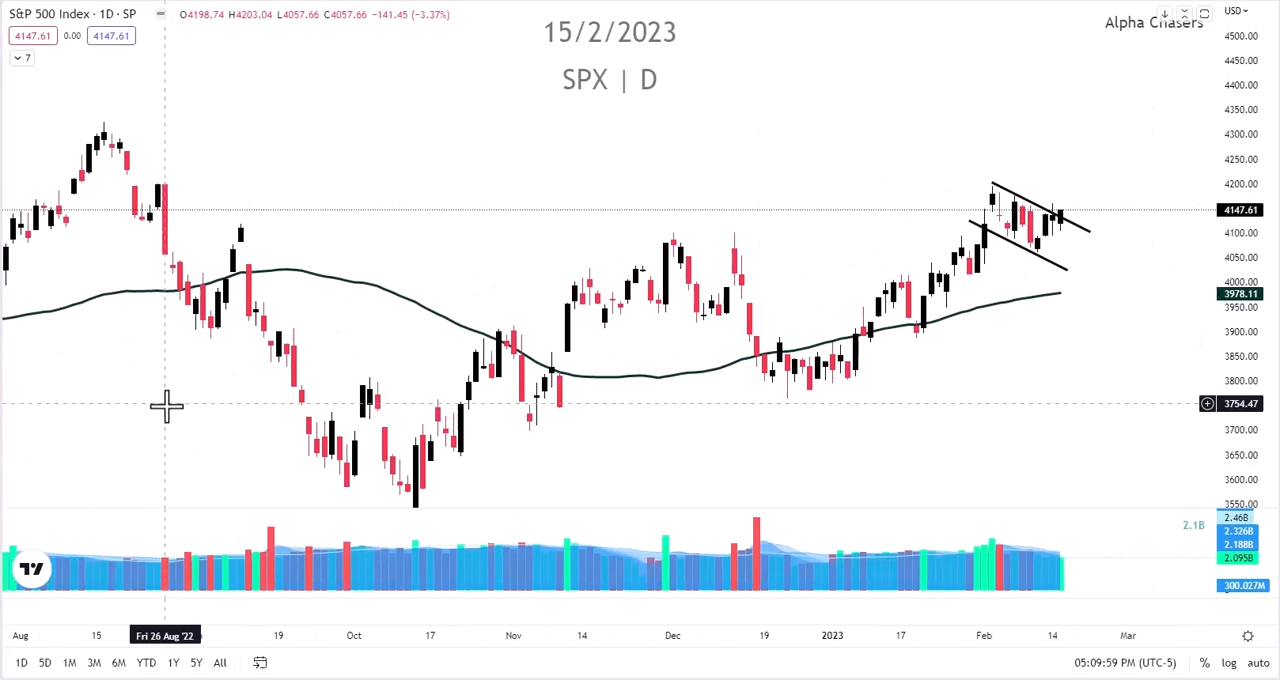 S&P 500 Index · 1D · SP O4198.74 H4203.04 L4057.66 C4057.66 −141.45 (−3.37%)
4147.61 0.00 4147.61
7
15/2/2023
SPX | D
Alpha Chasers
USD
4500.00
4450.00
4400.00
4350.00
4300.00
4250.00
4200.00
4147.61
4100.00
4050.00
4000.00
3978.11
3950.00
3900.00
3850.00
3800.00
3754.47
3700.00
3650.00
3600.00
3550.00
2.1B
2.46B
2.326B
2.188B
2.095B
300.027M
Aug 15 Fri 26 Aug '22 19 Oct 17 Nov 14 Dec 19 2023 17 Feb 14 Mar
1D 5D 1M 3M 6M YTD 1Y 5Y All 05:09:59 PM (UTC-5) % log auto